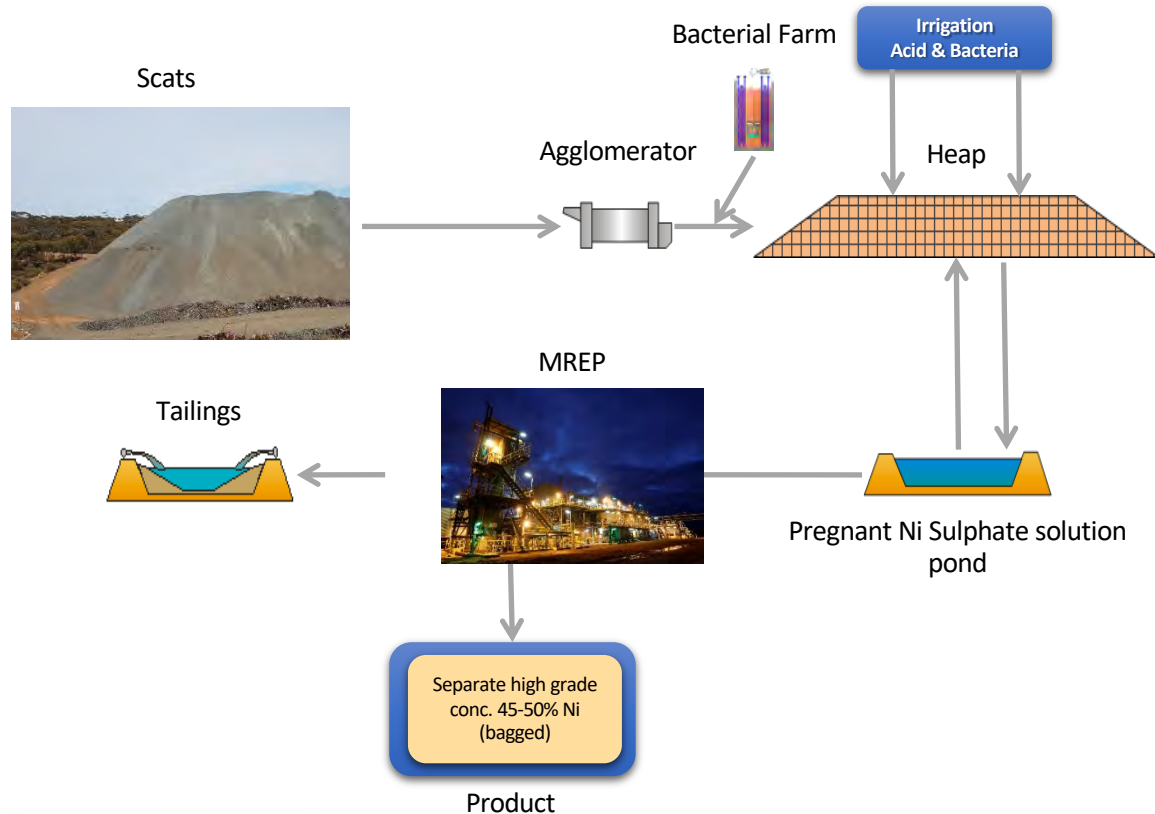 Bacterial Farm
Irrigation
Acid & Bacteria
Scats
Agglomerator
Heap
MREP
Tailings
Pregnant Ni Sulphate solution
pond
Separate high grade
conc. 45-50% Ni
(bagged)
Product